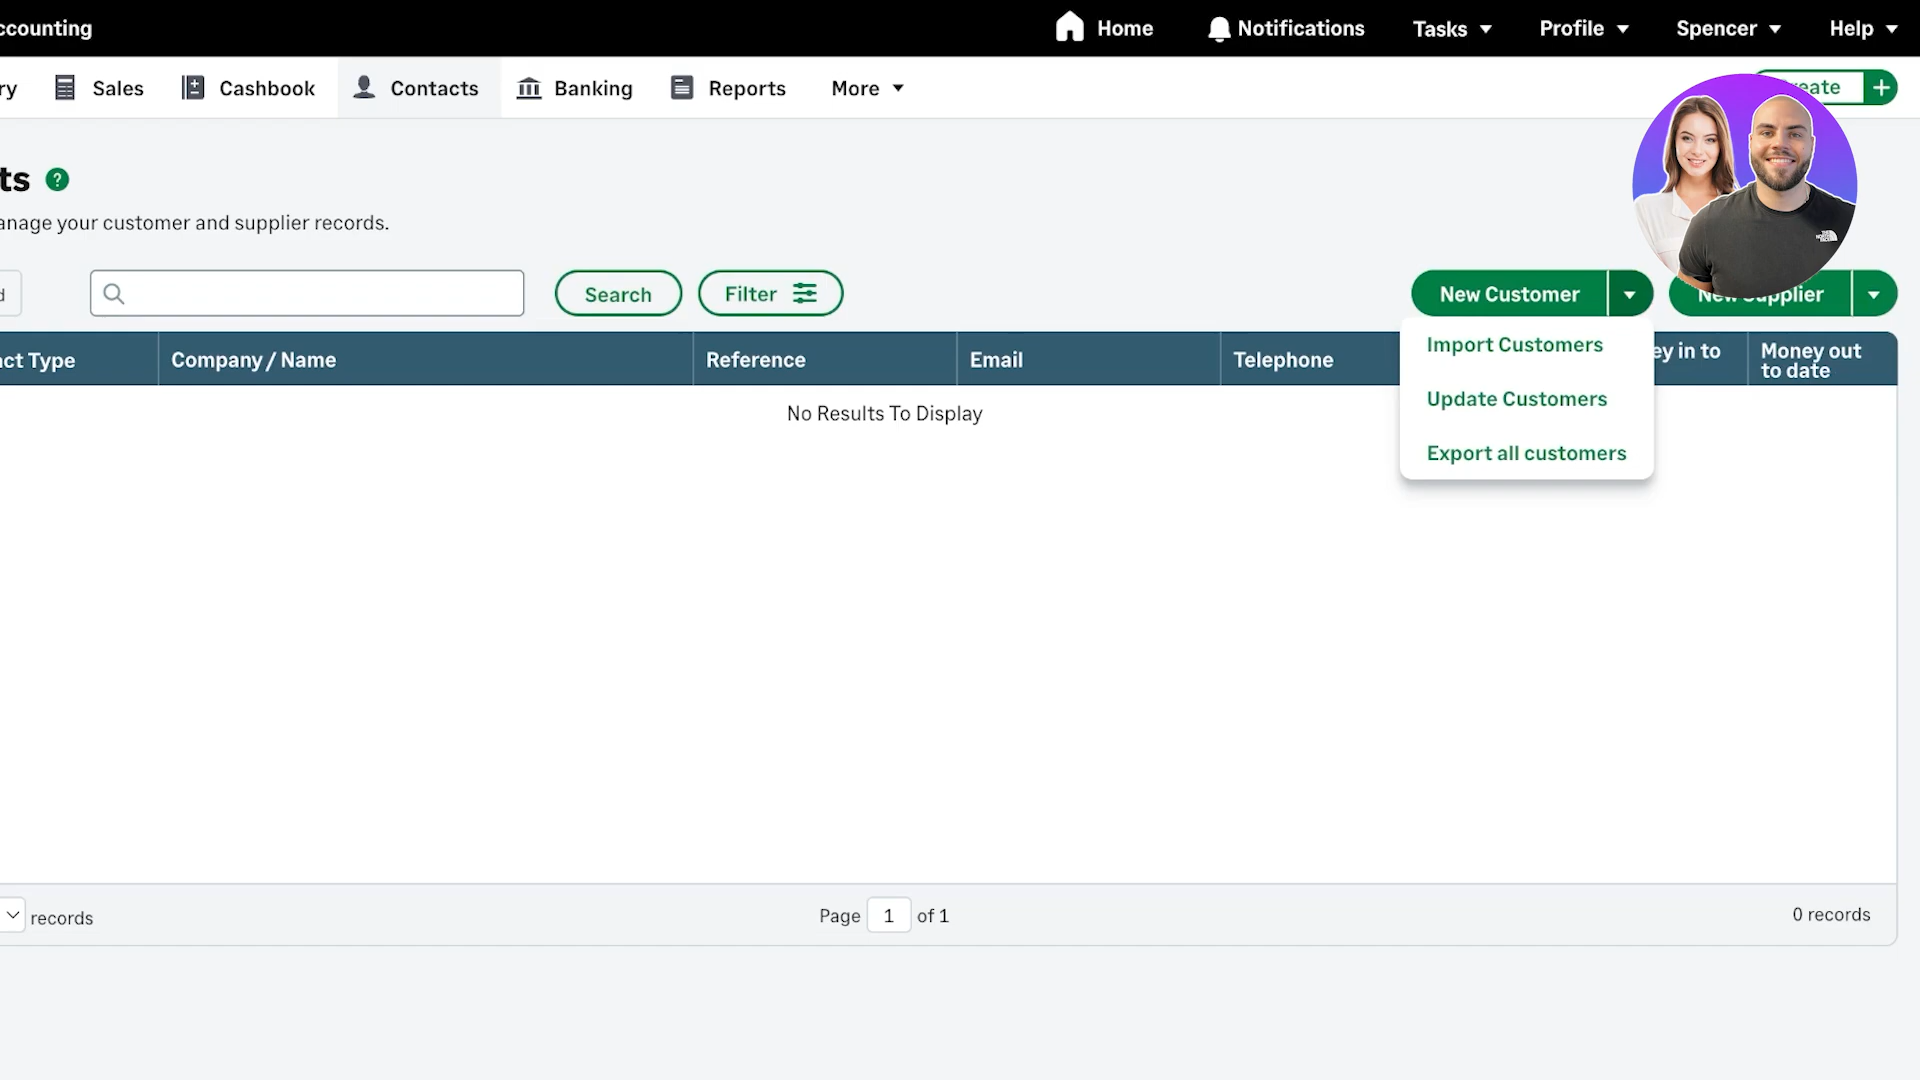 ccounting
Home
Notifications
Tasks
Profile
Spencer
Help
ry
Sales
Cashbook
Contacts
Banking
Reports
More
eate
ts
anage your customer and supplier records.
d
Search
Filter
New Customer
New Supplier
Import Customers
Update Customers
Export all customers
act Type
Company / Name
Reference
Email
Telephone
ey in to
Money out
to date
No Results To Display
records
Page 1 of 1
0 records